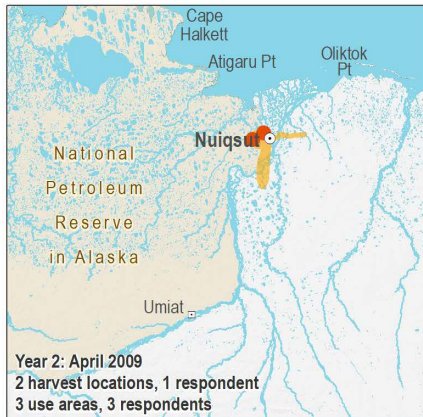 Cape
Halkett
Atigaru Pt
Oliktok
Pt
Nuiqsut
National
Petroleum
Reserve
in Alaska
Umiat
Year 2: April 2009
2 harvest locations, 1 respondent
3 use areas, 3 respondents